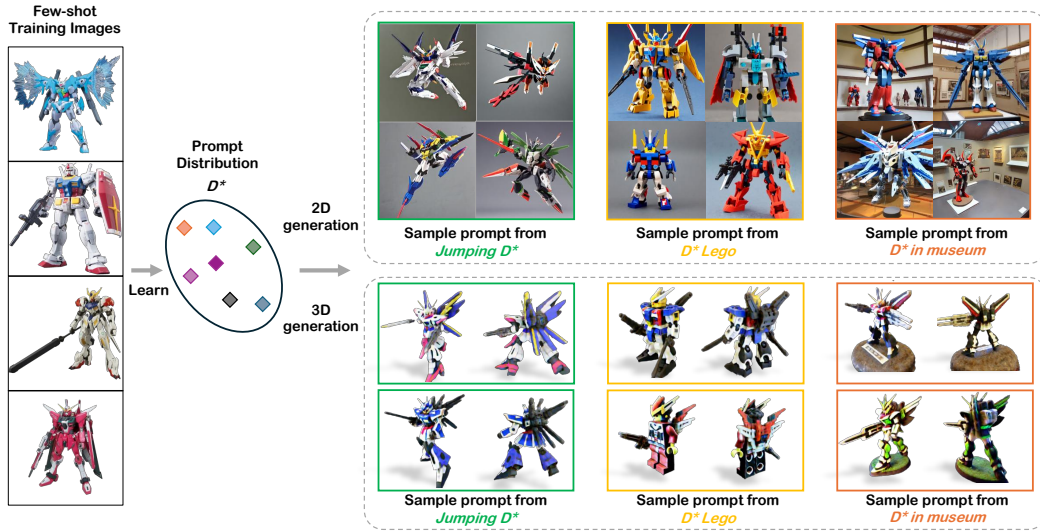 Few-shot
Training Images
Prompt
Distribution
D*
Learn
2D
generation
3D
generation
Sample prompt from
Jumping D*
Sample prompt from
D* Lego
Sample prompt from
D* in museum
Sample prompt from
Jumping D*
Sample prompt from
D* Lego
Sample prompt from
D* in museum